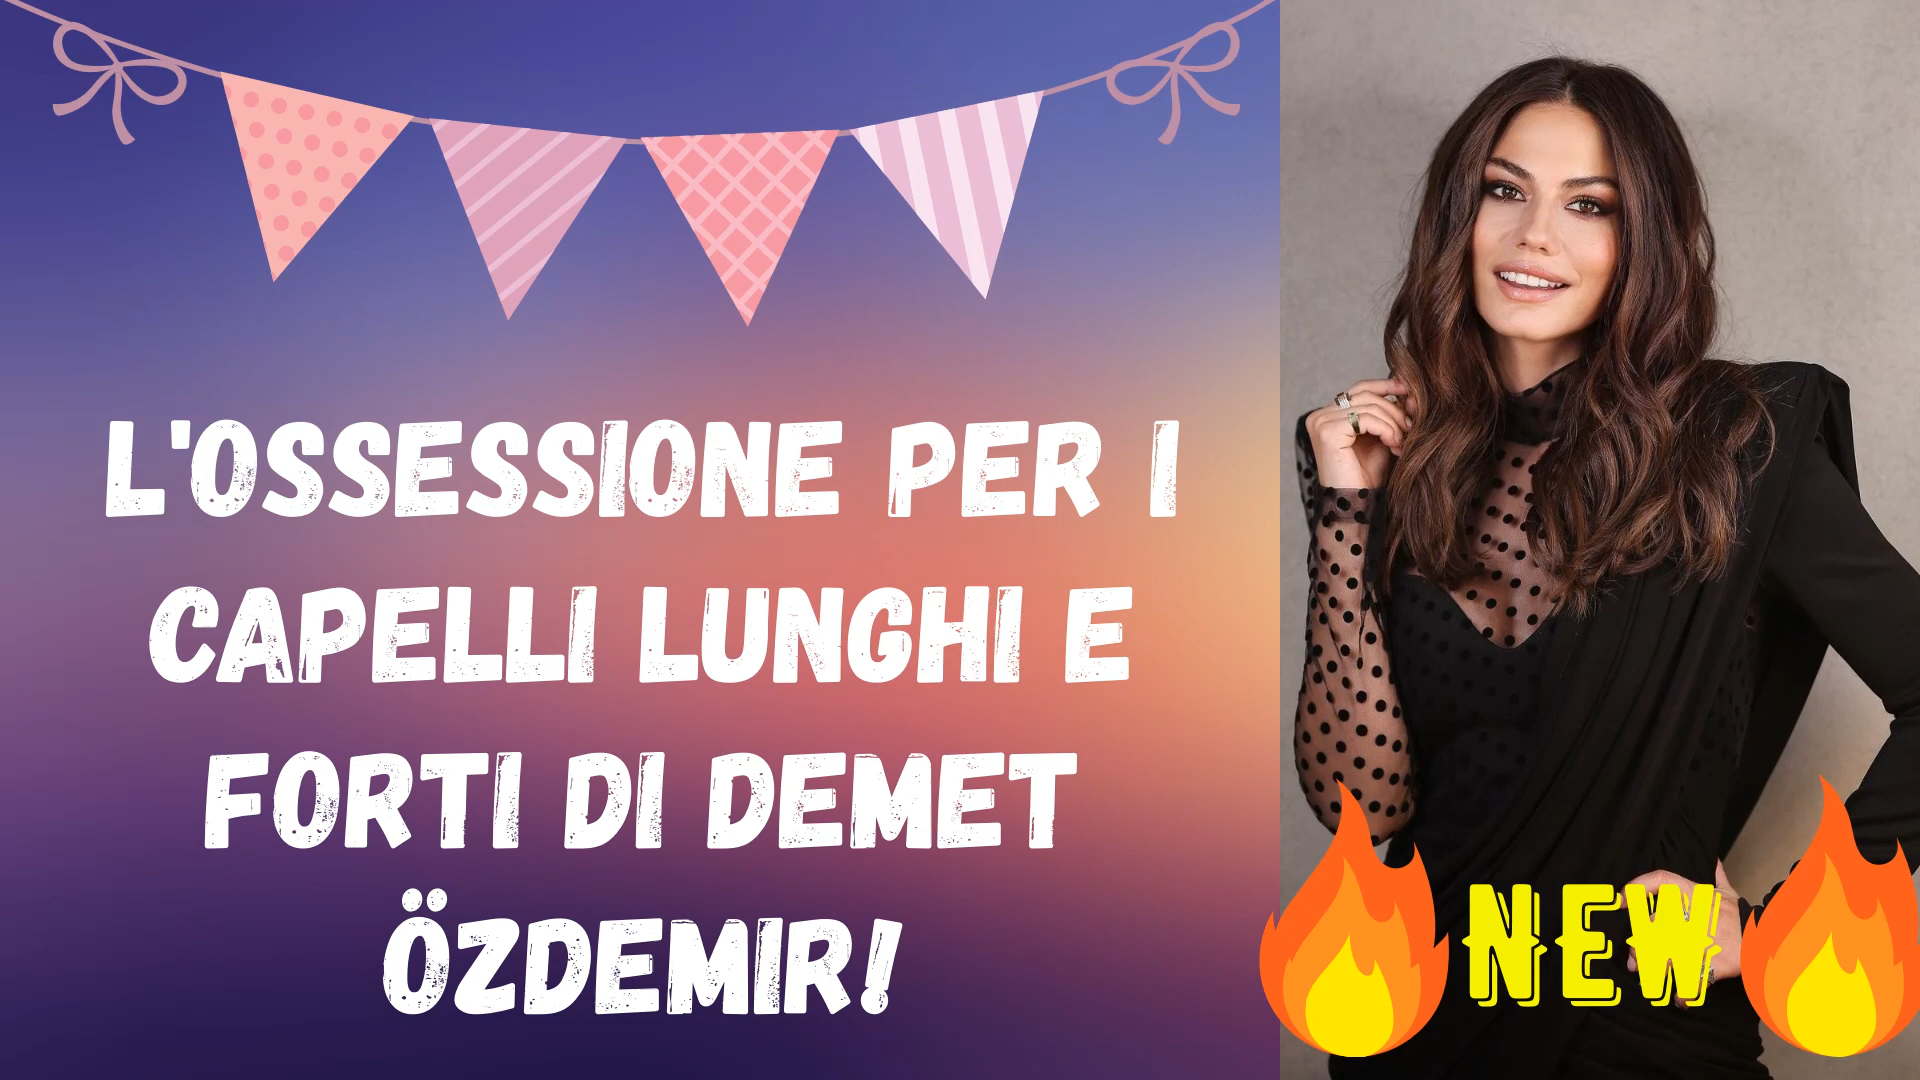 L'OSSESSIONE PER I
CAPELLI LUNGHI E
FORTI DI DEMET
ÖZDEMIR!
NEW